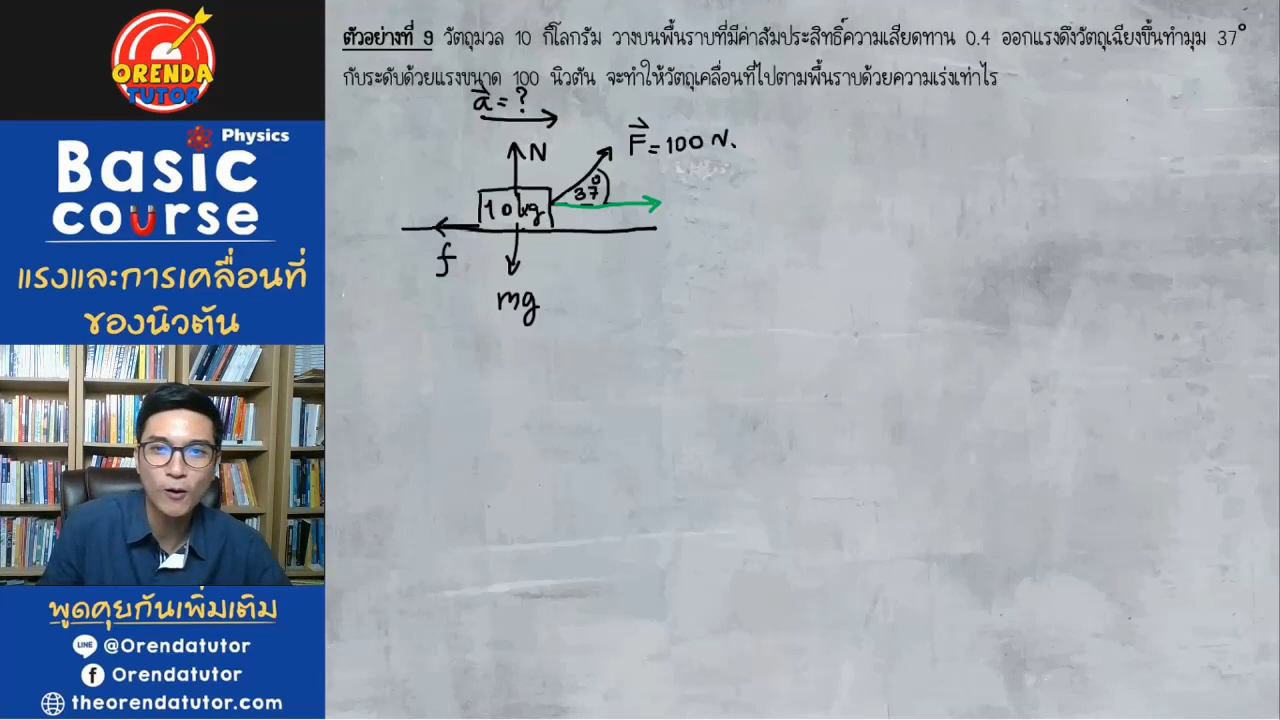 ORENDA
TUTOR
Physics
Basic
course
แรงและการเคลื่อนที่
ของนิวตัน
พูดคุยกันเพิ่มเติม
LINE @Orendatutor
f Orendatutor
theorendatutor.com
ตัวอย่างที่ 9 วัตถุมวล 10 กิโลกรัม วางบนพื้นราบที่มีค่าสัมประสิทธิ์ความเสียดทาน 0.4 ออกแรงดึงวัตถุเฉียงขึ้นทำมุม 37°
กับระดับด้วยแรงขนาด 100 นิวตัน จะทำให้วัตถุเคลื่อนที่ไปตามพื้นราบด้วยความเร่งเท่าไร
a = ?
N
F = 100 N.
37°
10 kg
f
mg